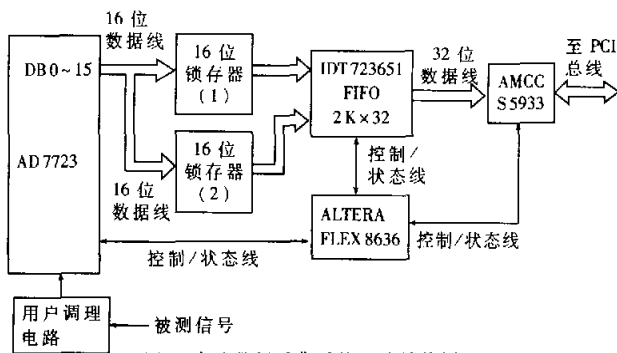 16 位
数据线
DB 0~15
AD 7723
16 位
数据线
16 位
锁存器
(1)
16 位
锁存器
(2)
IDT 723651
FIFO
2 K×32
32 位
数据线
AMCC
S 5933
至 PCI
总线
控制/
状态线
ALTERA
FLEX 8636
控制/状态线
控制/状态线
用户调理
电路
被测信号